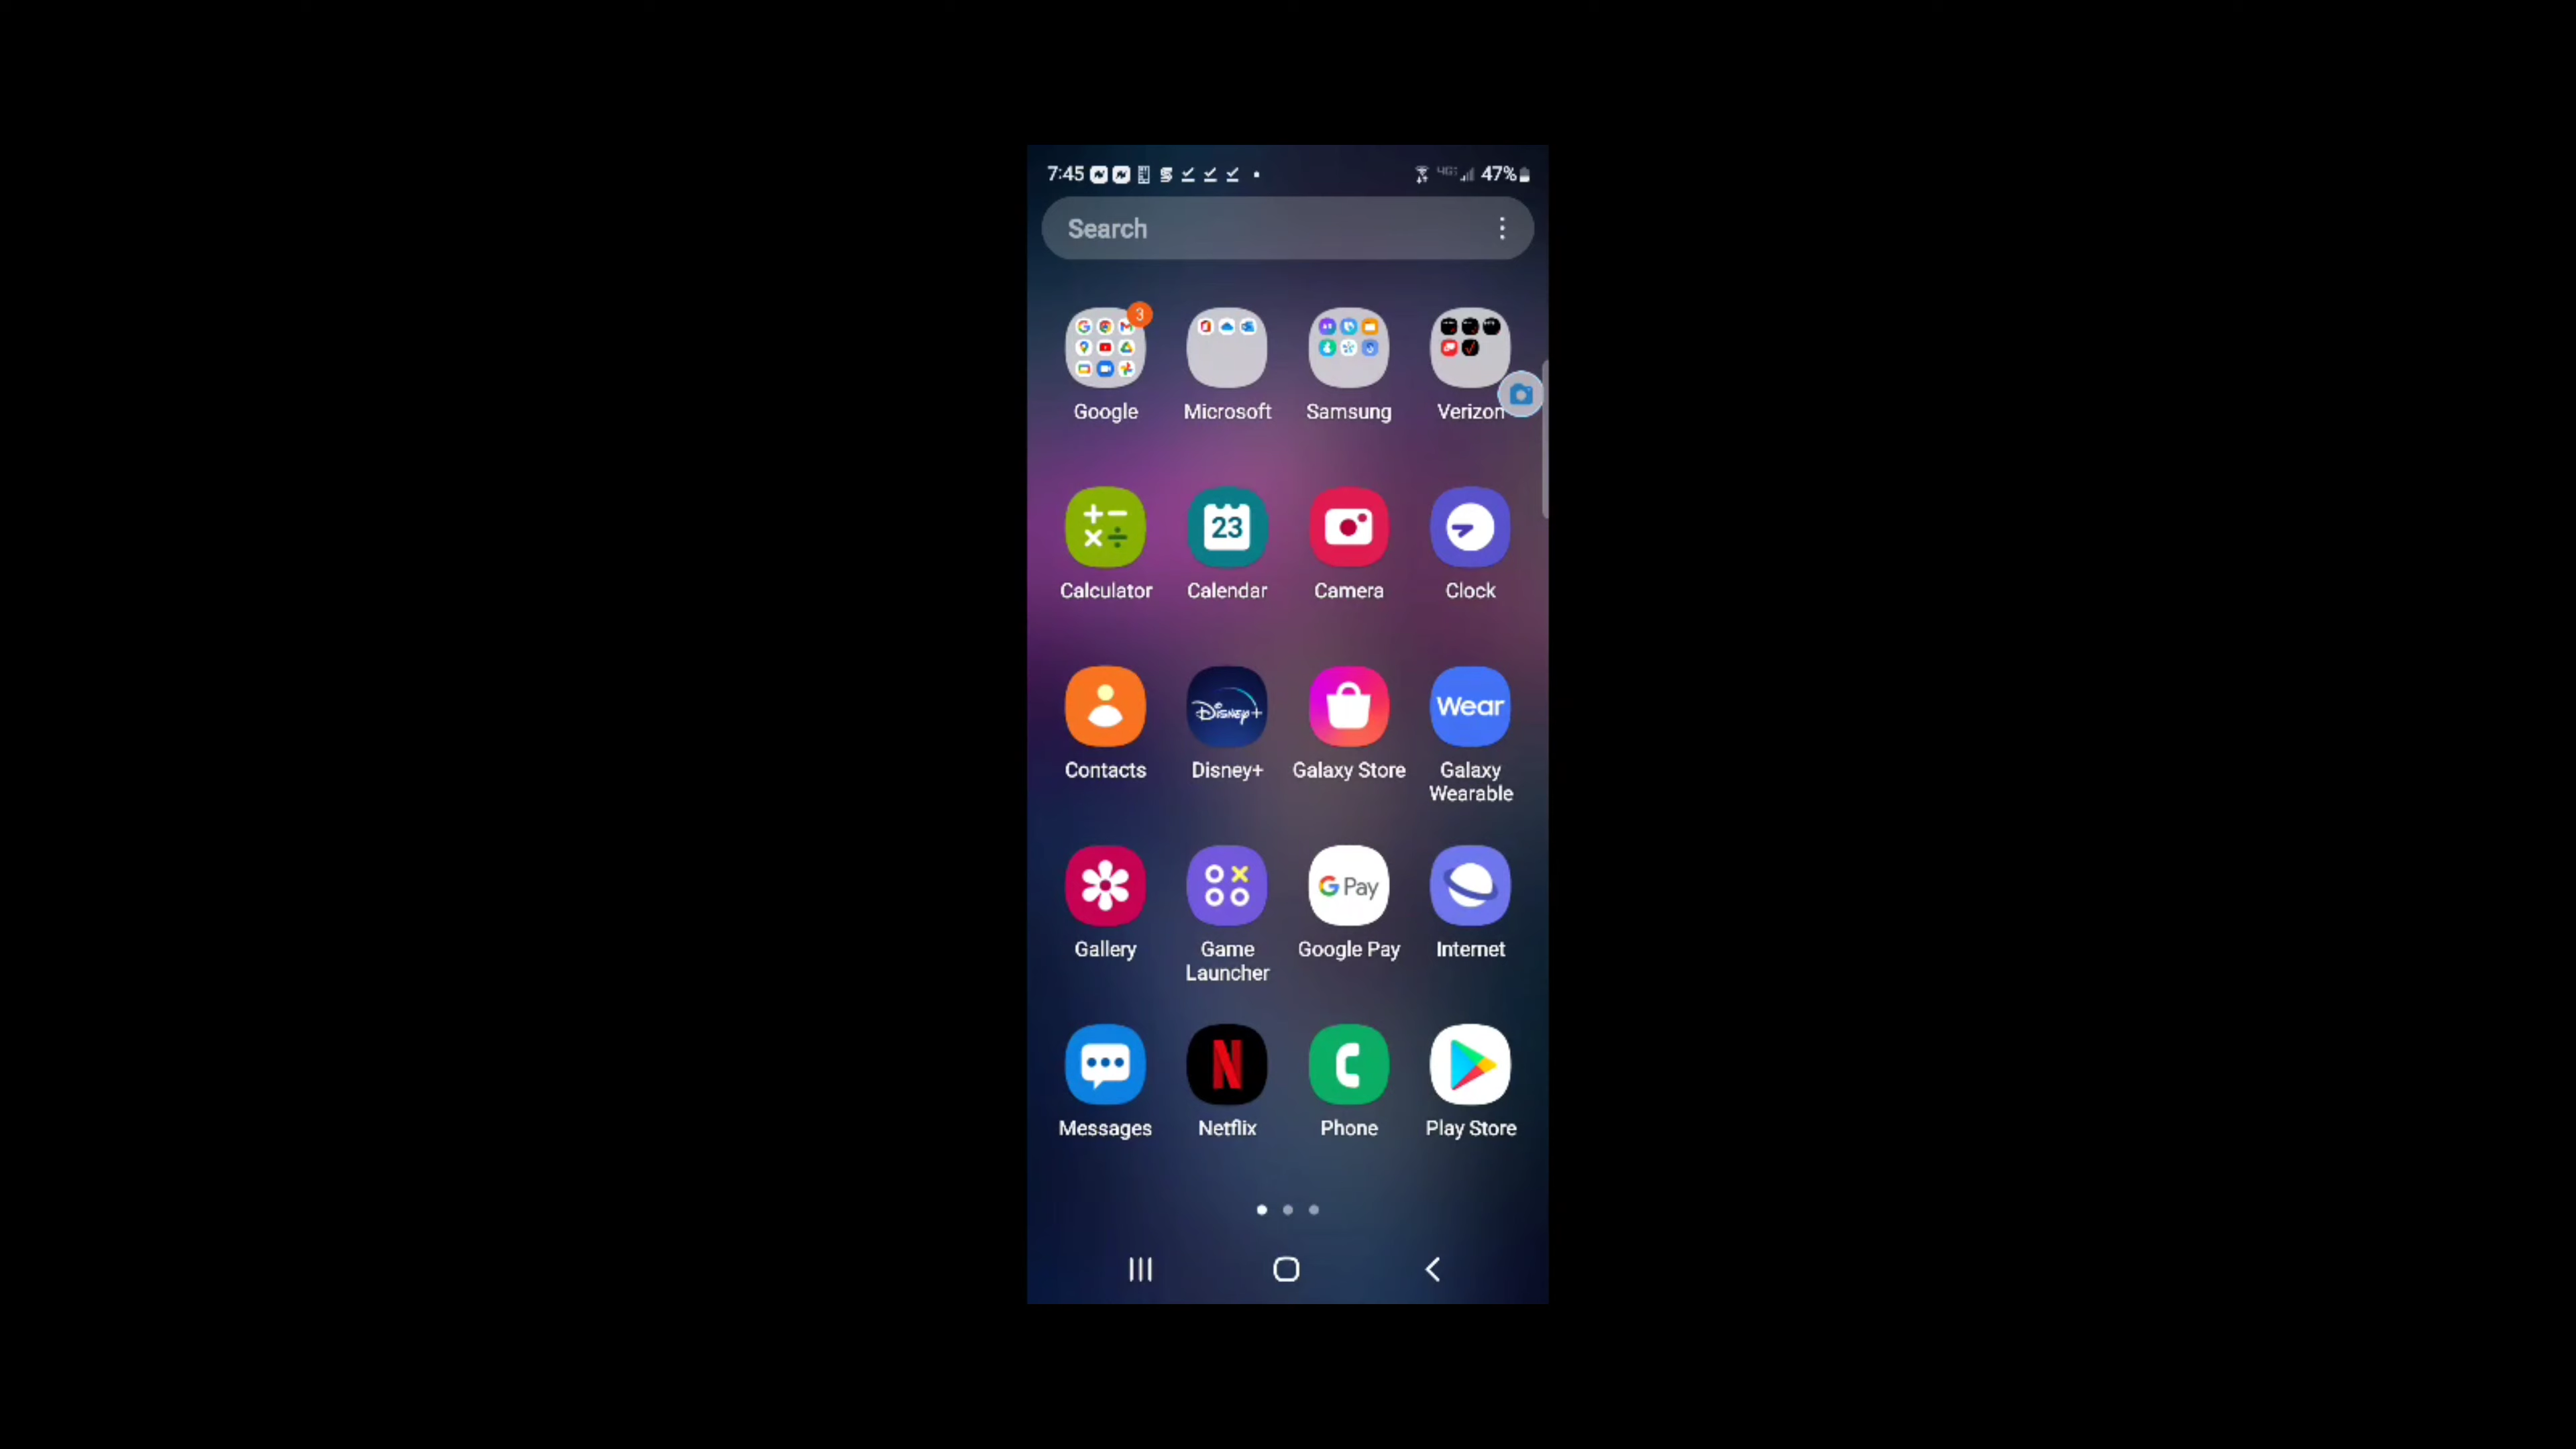 7:45 47%
Search
3
Google Microsoft Samsung Verizon
23
Calculator Calendar Camera Clock
Disney+ Wear
Contacts Disney+ Galaxy Store Galaxy
Wearable
G Pay
Gallery Game Google Pay Internet
Launcher
N
Messages Netflix Phone Play Store